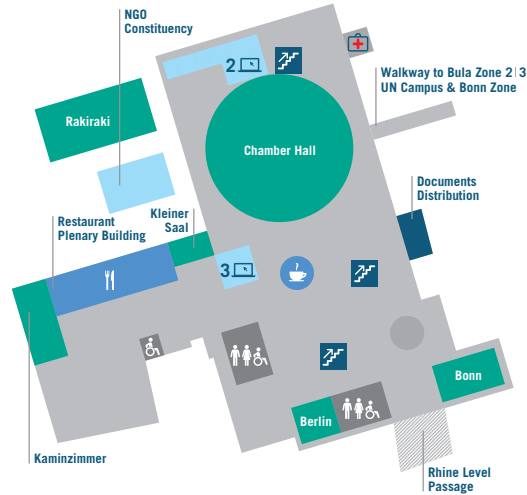 NGO
Constituency
2
Walkway to Bula Zone 2|3
UN Campus & Bonn Zone
Rakiraki
Chamber Hall
Documents
Distribution
Restaurant
Plenary Building
Kleiner
Saal
3
Bonn
Berlin
Kaminzimmer
Rhine Level
Passage